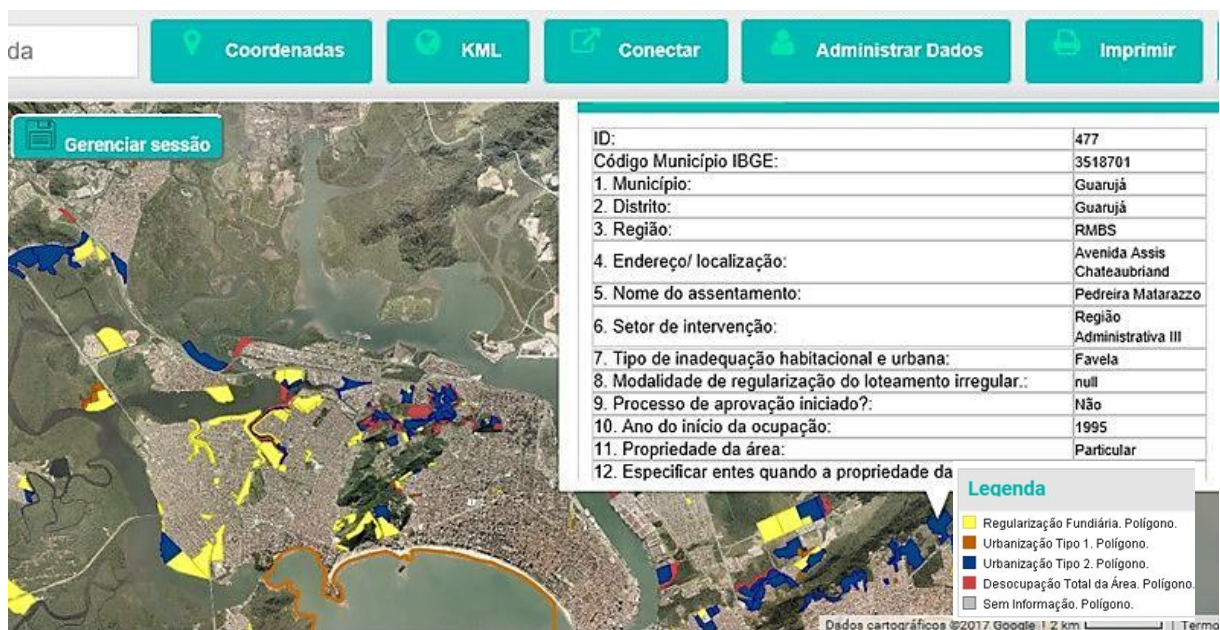 da
Coordenadas
KML
Conectar
Administrar Dados
Imprimir
Gerenciar sessão
ID: 477
Código Município IBGE: 3518701
1. Município: Guarujá
2. Distrito: Guarujá
3. Região: RMBS
4. Endereço/ localização: Avenida Assis
Chateaubriand
5. Nome do assentamento: Pedreira Matarazzo
6. Setor de intervenção: Região
Administrativa III
7. Tipo de inadequação habitacional e urbana: Favela
8. Modalidade de regularização do loteamento irregular.: null
9. Processo de aprovação iniciado?: Não
10. Ano do início da ocupação: 1995
11. Propriedade da área: Particular
12. Especificar entes quando a propriedade da
Legenda
Regularização Fundiária. Polígono.
Urbanização Tipo 1. Polígono.
Urbanização Tipo 2. Polígono.
Desocupação Total da Área. Polígono.
Sem Informação. Polígono.
Dados cartográficos ©2017 Google
2 km
Termo